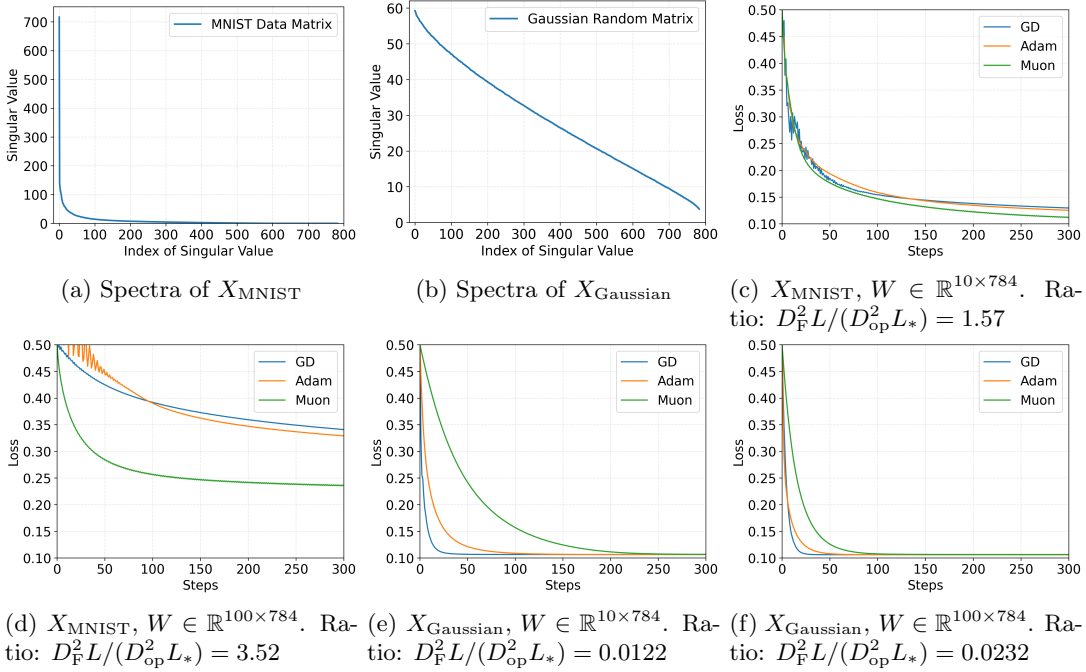 MNIST Data Matrix
Singular Value
700
600
500
400
300
200
100
0
0 100 200 300 400 500 600 700 800
Index of Singular Value
(a) Spectra of X_MNIST
Gaussian Random Matrix
Singular Value
60
50
40
30
20
10
0
0 100 200 300 400 500 600 700 800
Index of Singular Value
(b) Spectra of X_Gaussian
GD
Adam
Muon
Loss
0.50
0.45
0.40
0.35
0.30
0.25
0.20
0.15
0.10
0 50 100 150 200 250 300
Steps
(c) X_MNIST, W ∈ ℝ^{10×784}. Ra-
tio: D_F^2 L/(D_op^2 L_*) = 1.57
GD
Adam
Muon
Loss
0.50
0.45
0.40
0.35
0.30
0.25
0.20
0.15
0.10
0 50 100 150 200 250 300
Steps
(d) X_MNIST, W ∈ ℝ^{100×784}. Ra-
tio: D_F^2 L/(D_op^2 L_*) = 3.52
GD
Adam
Muon
Loss
0.50
0.45
0.40
0.35
0.30
0.25
0.20
0.15
0.10
0 50 100 150 200 250 300
Steps
(e) X_Gaussian, W ∈ ℝ^{10×784}. Ra-
tio: D_F^2 L/(D_op^2 L_*) = 0.0122
GD
Adam
Muon
Loss
0.50
0.45
0.40
0.35
0.30
0.25
0.20
0.15
0.10
0 50 100 150 200 250 300
Steps
(f) X_Gaussian, W ∈ ℝ^{100×784}. Ra-
tio: D_F^2 L/(D_op^2 L_*) = 0.0232